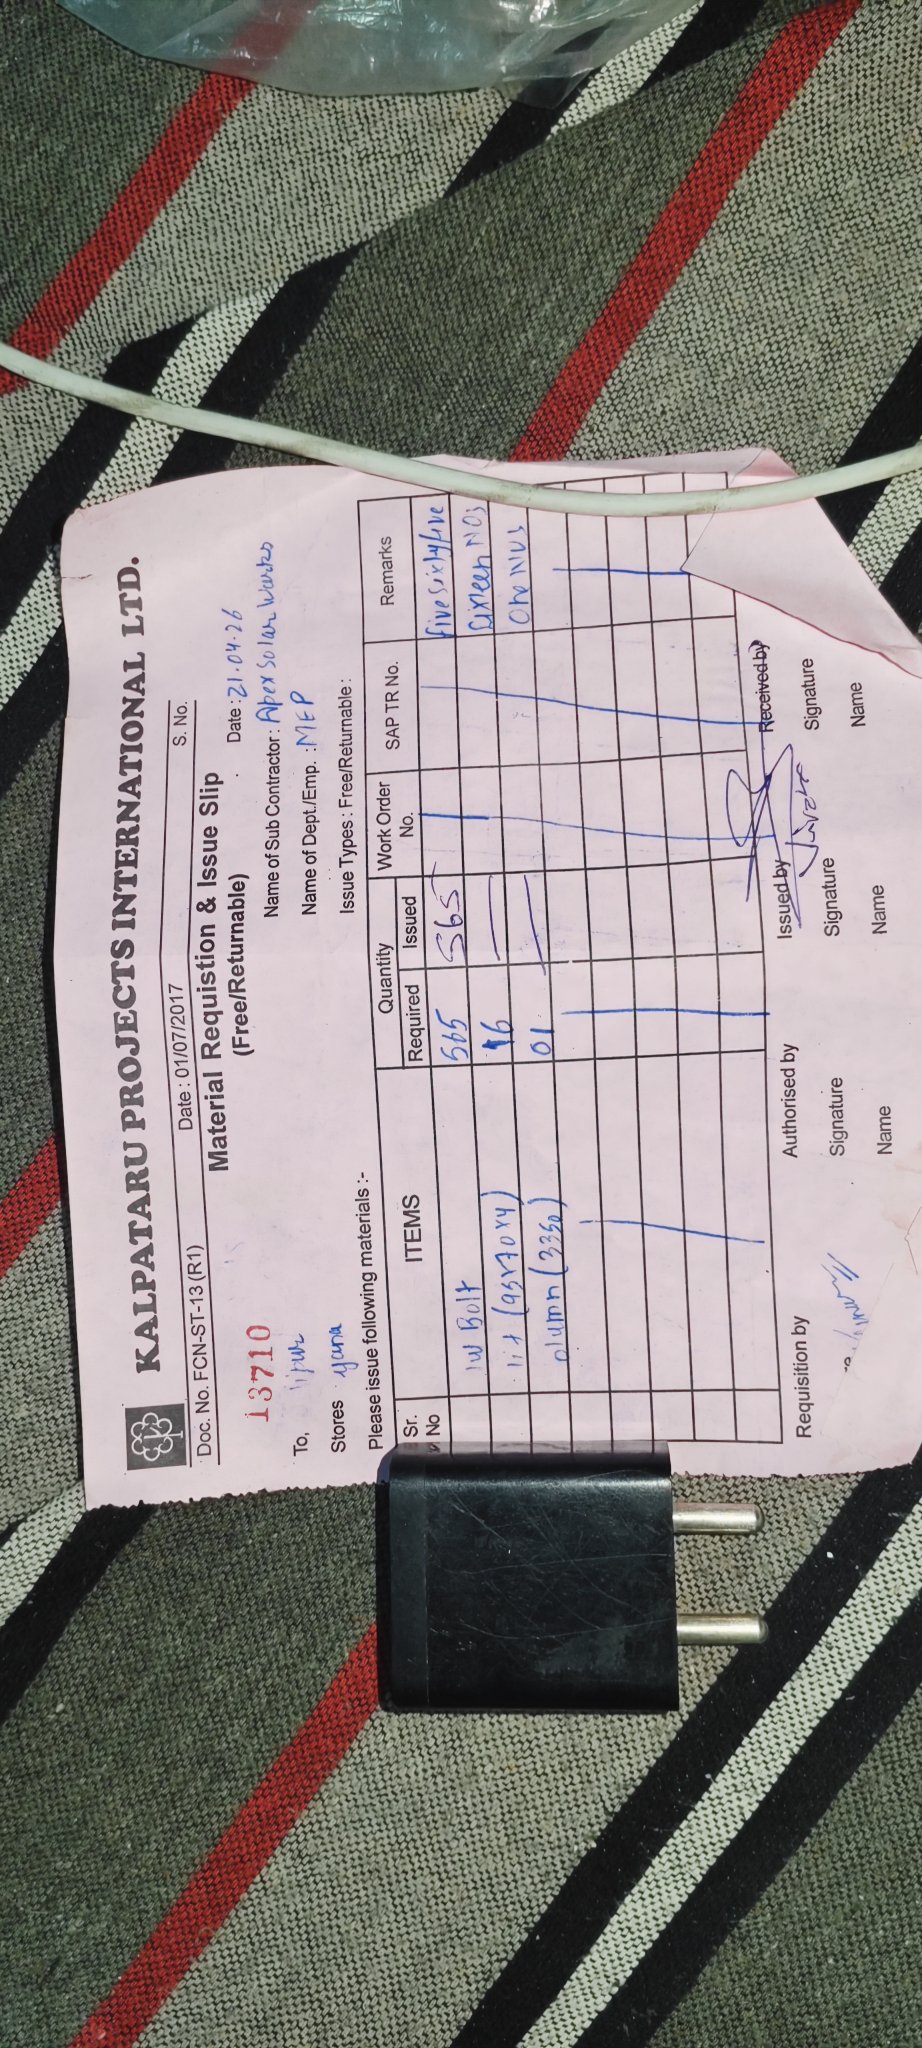 KALPATARU PROJECTS INTERNATIONAL LTD.
Doc. No. FCN-ST-13 (R1) Date : 01/07/2017 S. No.
Material Requistion & Issue Slip
(Free/Returnable)
13710
Date : 21.04.26
Name of Sub Contractor : Apex Solar Works
To,
Name of Dept./Emp. : MEP
Stores
Issue Types : Free/Returnable :
Please issue following materials :-
Sr. No ITEMS Quantity Required Issued Work Order No. SAP TR No. Remarks
Bolt 565 565 five sixtyfive
16 Sixteen NOs
(3350) 01 One
Requisition by Authorised by Issued by Received by
Signature Signature Signature
Name Name Name